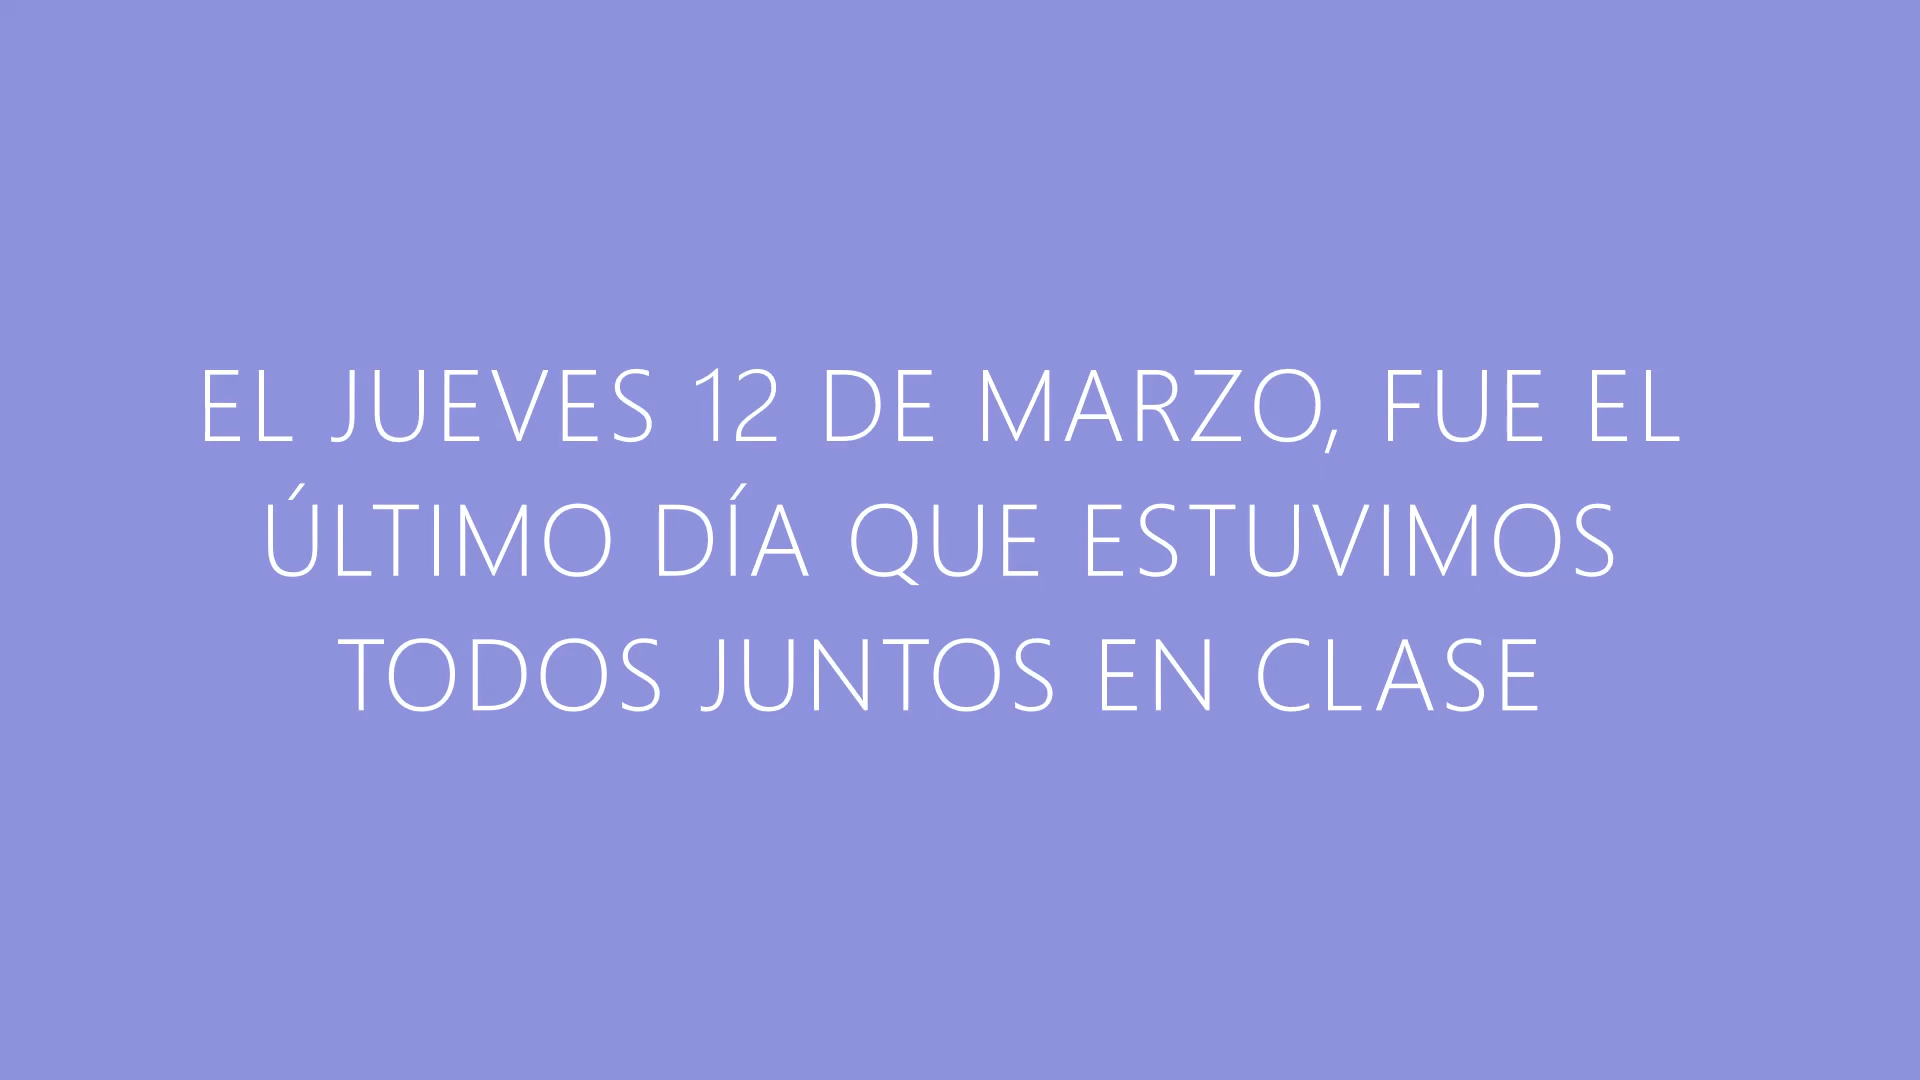 EL JUEVES 12 DE MARZO, FUE EL
ÚLTIMO DÍA QUE ESTUVIMOS
TODOS JUNTOS EN CLASE